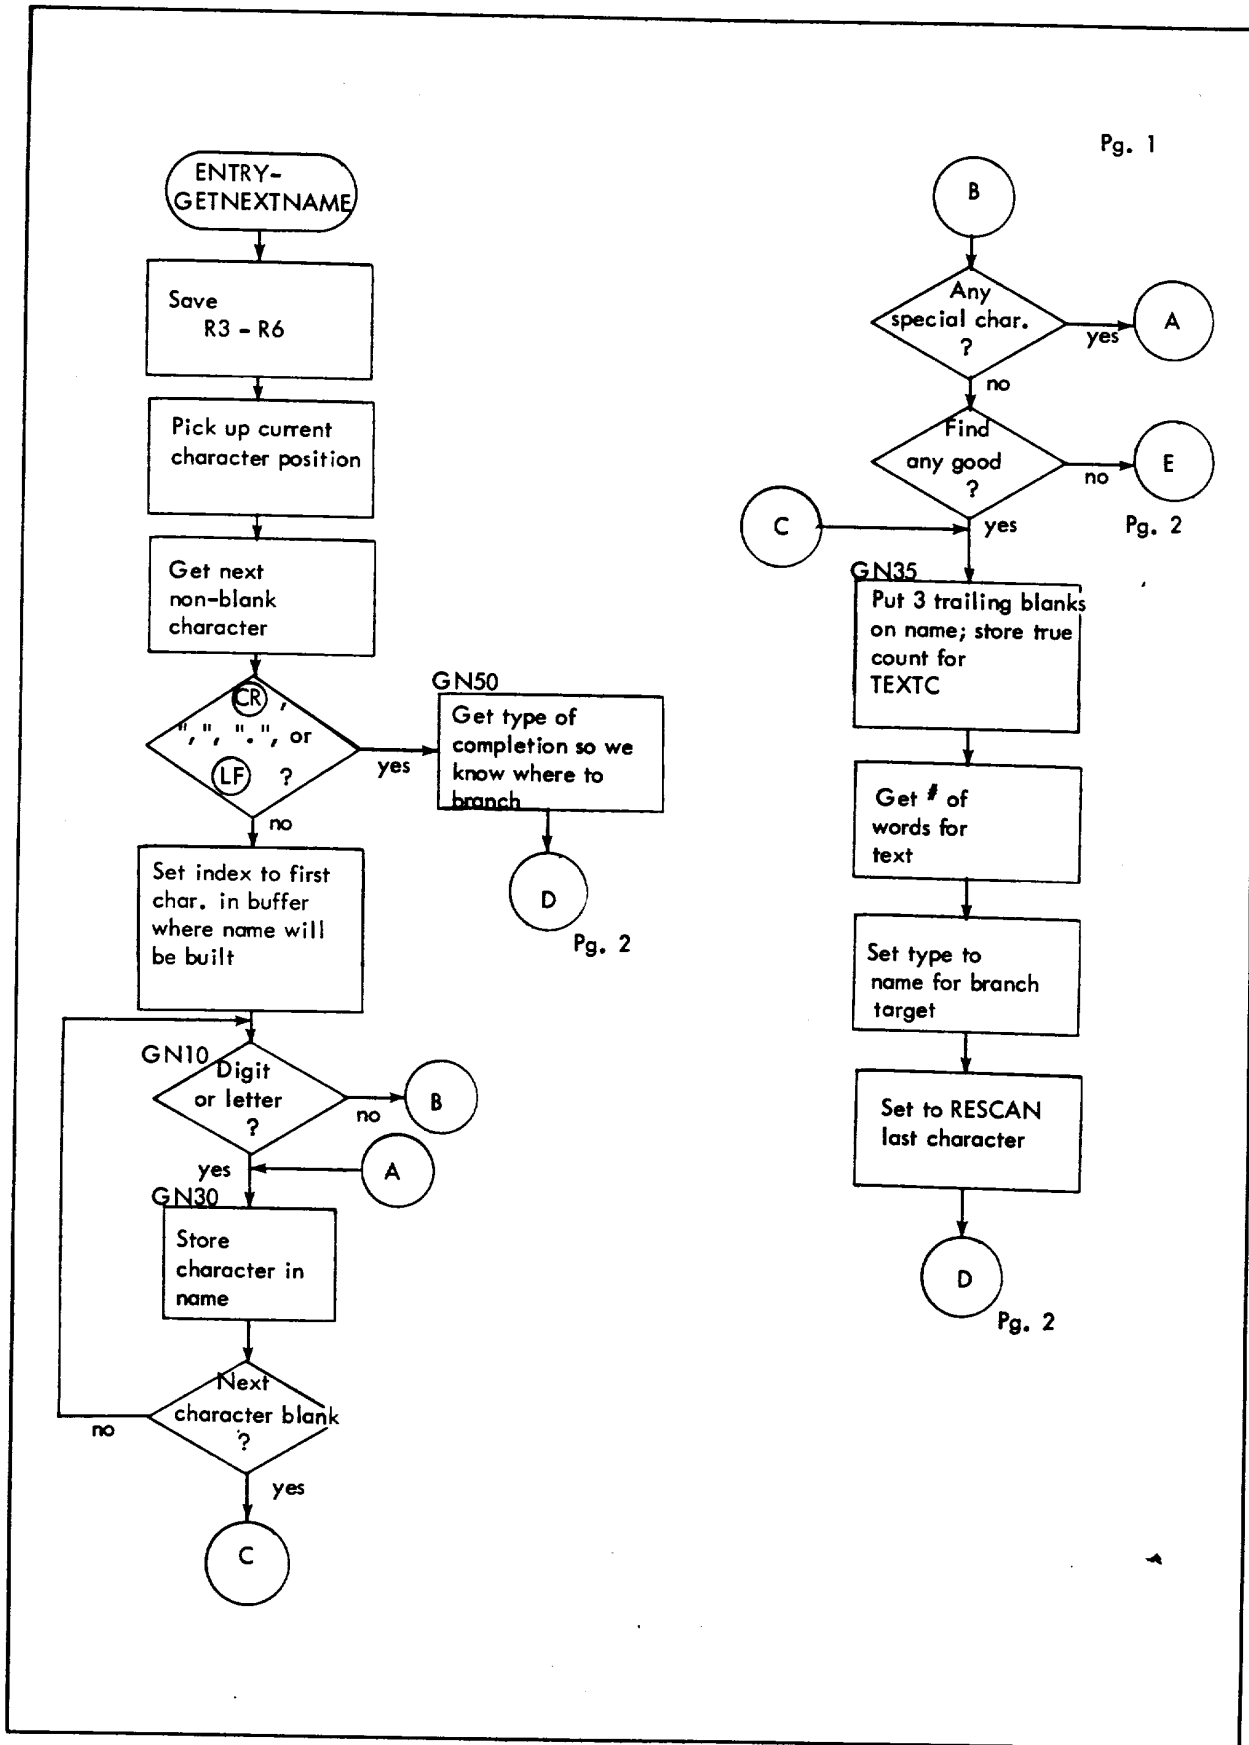 Pg. 1
ENTRY-
GETNEXTNAME
Save
R3 - R6
Pick up current
character position
Get next
non-blank
character
CR ,
",", ".", or
LF ?
yes
no
GN50
Get type of
completion so we
know where to
branch
D
Pg. 2
Set index to first
char. in buffer
where name will
be built
GN10
Digit
or letter
?
no
B
yes
A
GN30
Store
character in
name
Next
character blank
?
no
yes
C
B
Any
special char.
?
yes
A
no
Find
any good
?
no
E
Pg. 2
C
yes
GN35
Put 3 trailing blanks
on name; store true
count for
TEXTC
Get # of
words for
text
Set type to
name for branch
target
Set to RESCAN
last character
D
Pg. 2